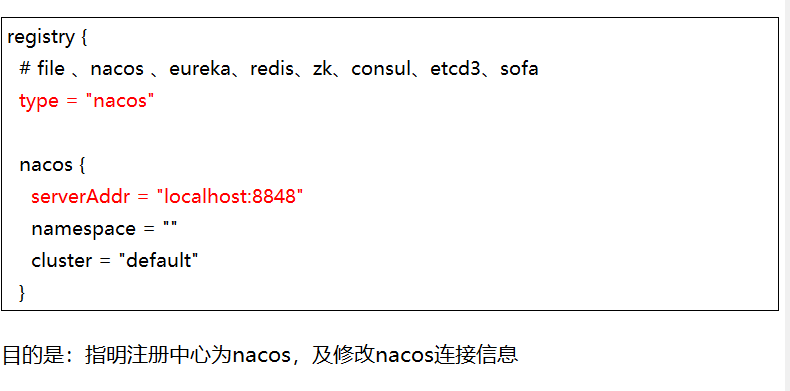 registry {
# file 、nacos 、eureka、redis、zk、consul、etcd3、sofa
type = "nacos"
nacos {
serverAddr = "localhost:8848"
namespace = ""
cluster = "default"
}
目的是：指明注册中心为nacos，及修改nacos连接信息